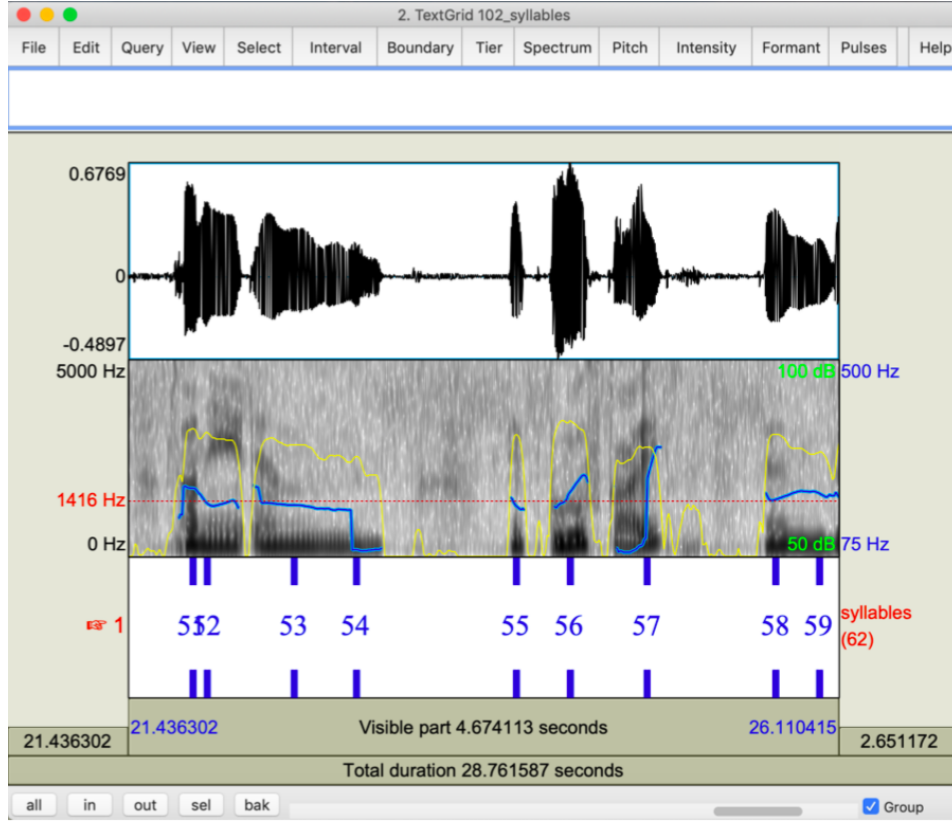 2. TextGrid 102_syllables
File Edit Query View Select Interval Boundary Tier Spectrum Pitch Intensity Formant Pulses Help
0.6769
0
-0.4897
5000 Hz 100 dB 500 Hz
1416 Hz
0 Hz 50 dB 75 Hz
☞ 1 51 52 53 54 55 56 57 58 59 syllables
(62)
21.436302 Visible part 4.674113 seconds 26.110415
21.436302 2.651172
Total duration 28.761587 seconds
all in out sel bak Group